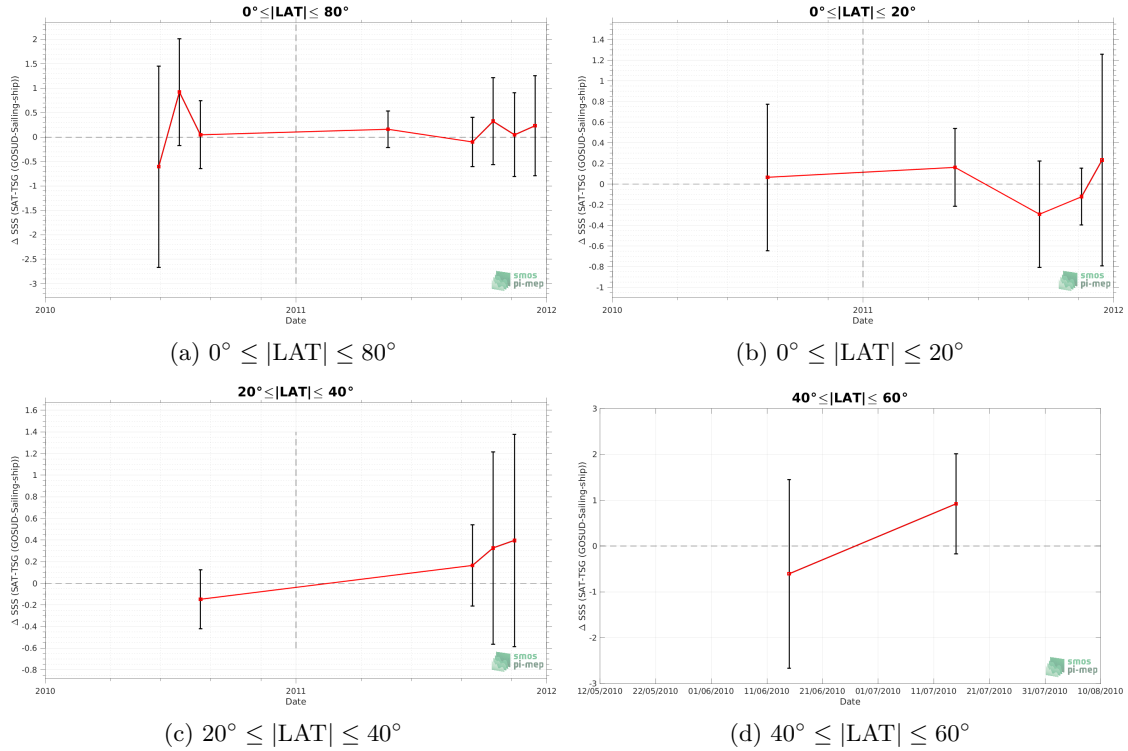 0°≤|LAT|≤ 80°
Δ SSS (SAT-TSG (GOSUD-Sailing-ship))
2
1.5
1
0.5
0
-0.5
-1
-1.5
-2
-2.5
-3
2010 2011 2012
Date
smos
pi-mep
(a) 0° ≤ |LAT| ≤ 80°
0°≤|LAT|≤ 20°
Δ SSS (SAT-TSG (GOSUD-Sailing-ship))
1.4
1.2
1
0.8
0.6
0.4
0.2
0
-0.2
-0.4
-0.6
-0.8
-1
2010 2011 2012
Date
smos
pi-mep
(b) 0° ≤ |LAT| ≤ 20°
20°≤|LAT|≤ 40°
Δ SSS (SAT-TSG (GOSUD-Sailing-ship))
1.6
1.4
1.2
1
0.8
0.6
0.4
0.2
0
-0.2
-0.4
-0.6
-0.8
2010 2011 2012
Date
smos
pi-mep
(c) 20° ≤ |LAT| ≤ 40°
40°≤|LAT|≤ 60°
Δ SSS (SAT-TSG (GOSUD-Sailing-ship))
3
2
1
0
-1
-2
-3
12/05/2010 22/05/2010 01/06/2010 11/06/2010 21/06/2010 01/07/2010 11/07/2010 21/07/2010 31/07/2010 10/08/2010
Date
smos
pi-mep
(d) 40° ≤ |LAT| ≤ 60°